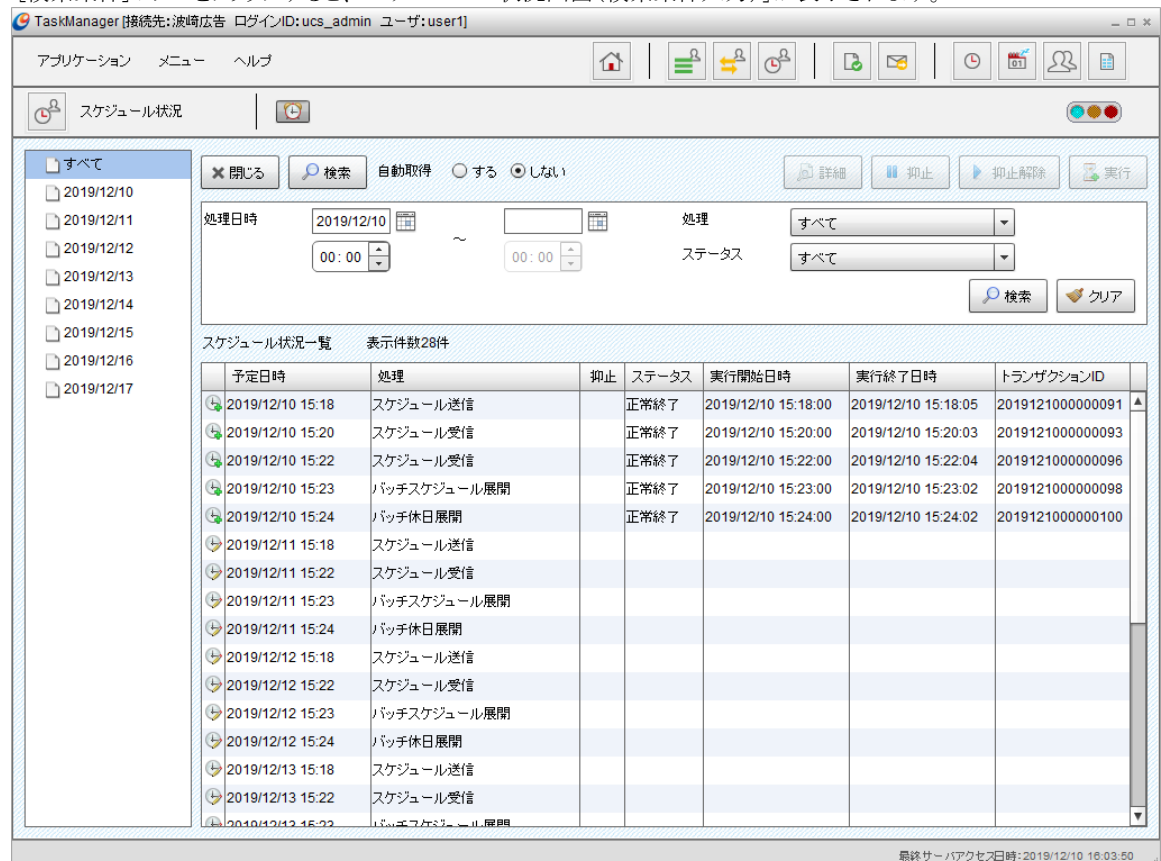 TaskManager [接続先:波崎広告 ログインID:ucs_admin ユーザ:user1]
アプリケーション メニュー ヘルプ
01
スケジュール状況
すべて
2019/12/10
2019/12/11
2019/12/12
2019/12/13
2019/12/14
2019/12/15
2019/12/16
2019/12/17
閉じる 検索 自動取得 する しない 詳細 抑止 抑止解除 実行
処理日時 2019/12/10 処理 すべて
00:00 ～ 00:00 ステータス すべて
検索 クリア
スケジュール状況一覧 表示件数28件
予定日時 処理 抑止 ステータス 実行開始日時 実行終了日時 トランザクションID
2019/12/10 15:18 スケジュール送信 正常終了 2019/12/10 15:18:00 2019/12/10 15:18:05 2019121000000091
2019/12/10 15:20 スケジュール受信 正常終了 2019/12/10 15:20:00 2019/12/10 15:20:03 2019121000000093
2019/12/10 15:22 スケジュール受信 正常終了 2019/12/10 15:22:00 2019/12/10 15:22:04 2019121000000096
2019/12/10 15:23 バッチスケジュール展開 正常終了 2019/12/10 15:23:00 2019/12/10 15:23:02 2019121000000098
2019/12/10 15:24 バッチ休日展開 正常終了 2019/12/10 15:24:00 2019/12/10 15:24:02 2019121000000100
2019/12/11 15:18 スケジュール送信
2019/12/11 15:22 スケジュール受信
2019/12/11 15:23 バッチスケジュール展開
2019/12/11 15:24 バッチ休日展開
2019/12/12 15:18 スケジュール送信
2019/12/12 15:22 スケジュール受信
2019/12/12 15:23 バッチスケジュール展開
2019/12/12 15:24 バッチ休日展開
2019/12/13 15:18 スケジュール送信
2019/12/13 15:22 スケジュール受信
2019/12/13 15:23 バッチスケジュール展開
最終サーバアクセス日時:2019/12/10 16:03:50